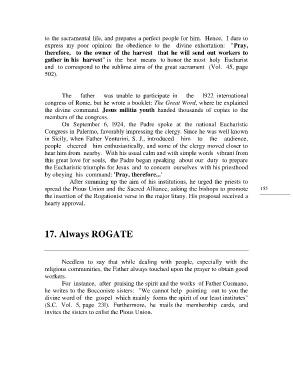 to the sacramental life, and prepares a perfect people for him. Hence, I dare to
express my poor opinion: the obedience to the divine exhortation: "Pray,
therefore, to the owner of the harvest that he will send out workers to
gather in his harvest" is the best means to honor the most holy Eucharist
and to correspond to the sublime aims of the great sacrament (Vol. 45, page
502).
The father was unable to participate in the 1922 international
congress of Rome, but he wrote a booklet: The Great Word, where he explained
the divine command. Jesus militia youth handed thousands of copies to the
members of the congress.
On September 6, 1924, the Padre spoke at the national Eucharistic
Congress in Palermo, favorably impressing the clergy. Since he was well known
in Sicily, when Father Venturini, S. J., introduced him to the audience,
people cheered him enthusiastically, and some of the clergy moved closer to
hear him from nearby. With his usual calm and with simple words vibrant from
this great love for souls, the Padre began speaking about our duty to prepare
the Eucharistic triumphs for Jesus and to concern ourselves with his priesthood
by obeying his command: 'Pray, therefore...'
After summing up the aim of his institutions, he urged the priests to
spread the Pious Union and the Sacred Alliance, asking the bishops to promote
the insertion of the Rogationist verse in the major litany. His proposal received a
hearty approval.
155
17. Always ROGATE
Needless to say that while dealing with people, especially with the
religious communities, the Father always touched upon the prayer to obtain good
workers.
For instance, after praising the spirit and the works of Father Cusmano,
he writes to the Bocconiste sisters: "We cannot help pointing out to you the
divine word of the gospel which mainly forms the spirit of our least institutes"
(S.C. Vol. 5, page 231). Furthermore, he mails the membership cards, and
invites the sisters to enlist the Pious Union.